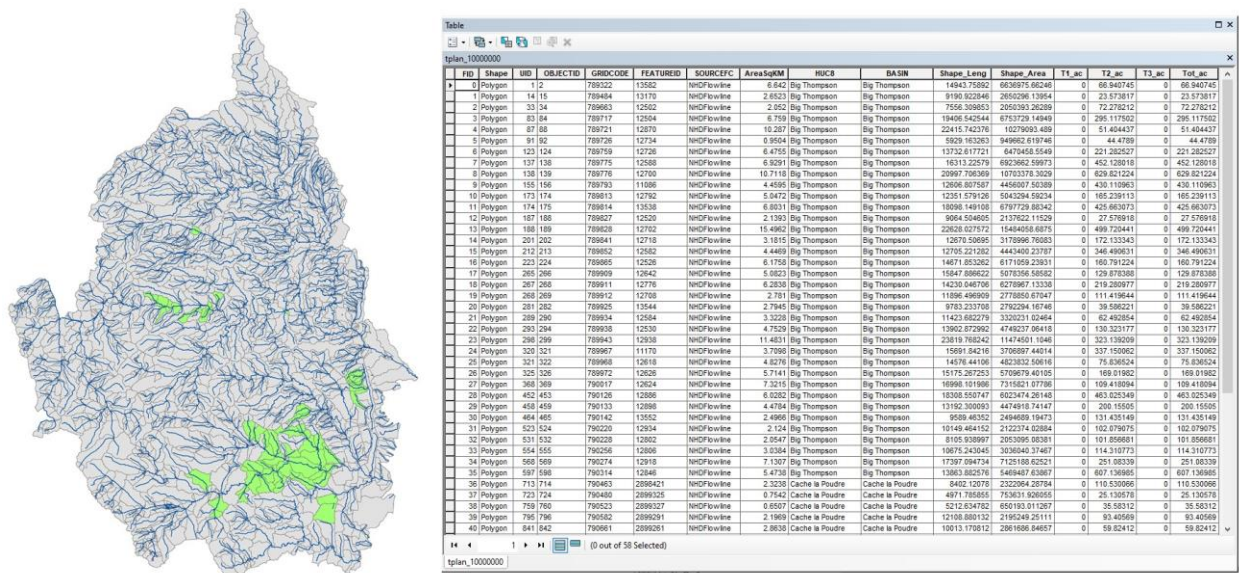 Table
tplan_10000000
FID Shape UID OBJECTID GRIDCODE FEATUREID SOURCEFC AreaSqKM HUC8 BASIN Shape_Leng Shape_Area T1_ac T2_ac T3_ac Tot_ac
0 Polygon 1 2 789322 13582 NHDFlowline 6.642 Big Thompson Big Thompson 14943.75892 6636975.66246 0 66.940745 0 66.940745
1 Polygon 14 15 789484 13170 NHDFlowline 2.6523 Big Thompson Big Thompson 9190.922846 2650296.13954 0 23.573817 0 23.573817
2 Polygon 33 34 789663 12502 NHDFlowline 2.052 Big Thompson Big Thompson 7556.309853 2050393.26289 0 72.278212 0 72.278212
3 Polygon 83 84 789717 12504 NHDFlowline 6.759 Big Thompson Big Thompson 19406.542544 6753729.14949 0 295.117502 0 295.117502
4 Polygon 87 88 789721 12870 NHDFlowline 10.287 Big Thompson Big Thompson 22415.742376 10279093.489 0 51.404437 0 51.404437
5 Polygon 91 92 789726 12734 NHDFlowline 0.9504 Big Thompson Big Thompson 5929.163263 949662.619746 0 44.4789 0 44.4789
6 Polygon 123 124 789759 12726 NHDFlowline 6.4755 Big Thompson Big Thompson 13732.617721 6470458.5549 0 221.282527 0 221.282527
7 Polygon 137 138 789775 12588 NHDFlowline 6.9291 Big Thompson Big Thompson 16313.22579 6923662.59973 0 452.128018 0 452.128018
8 Polygon 138 139 789776 12700 NHDFlowline 10.7118 Big Thompson Big Thompson 20997.706369 10703378.3029 0 629.821224 0 629.821224
9 Polygon 155 156 789793 11086 NHDFlowline 4.4595 Big Thompson Big Thompson 12606.807587 4456007.50389 0 430.110963 0 430.110963
10 Polygon 173 174 789813 12792 NHDFlowline 5.0472 Big Thompson Big Thompson 12351.579126 5043294.59234 0 165.239113 0 165.239113
11 Polygon 174 175 789814 13538 NHDFlowline 6.8031 Big Thompson Big Thompson 18098.149108 6797729.88342 0 425.663073 0 425.663073
12 Polygon 187 188 789827 12520 NHDFlowline 2.1393 Big Thompson Big Thompson 9064.504605 2137622.11529 0 27.576918 0 27.576918
13 Polygon 188 189 789828 12702 NHDFlowline 15.4962 Big Thompson Big Thompson 22628.027572 15484058.6875 0 499.720441 0 499.720441
14 Polygon 201 202 789841 12718 NHDFlowline 3.1815 Big Thompson Big Thompson 12670.50695 3178996.76083 0 172.133343 0 172.133343
15 Polygon 212 213 789852 12582 NHDFlowline 4.4469 Big Thompson Big Thompson 12705.221282 4443400.23787 0 346.490631 0 346.490631
16 Polygon 223 224 789865 12526 NHDFlowline 6.1758 Big Thompson Big Thompson 14671.853262 6171059.23931 0 160.791224 0 160.791224
17 Polygon 265 266 789909 12642 NHDFlowline 5.0823 Big Thompson Big Thompson 15847.886622 5078356.58582 0 129.878388 0 129.878388
18 Polygon 267 268 789911 12776 NHDFlowline 6.2838 Big Thompson Big Thompson 14230.046706 6278967.13338 0 219.280977 0 219.280977
19 Polygon 268 269 789912 12708 NHDFlowline 2.781 Big Thompson Big Thompson 11896.496909 2778850.67047 0 111.419644 0 111.419644
20 Polygon 281 282 789925 13544 NHDFlowline 2.7945 Big Thompson Big Thompson 9783.233708 2792294.16746 0 39.586221 0 39.586221
21 Polygon 289 290 789934 12584 NHDFlowline 3.3228 Big Thompson Big Thompson 11423.682279 3320231.02464 0 62.492854 0 62.492854
22 Polygon 293 294 789938 12530 NHDFlowline 4.7529 Big Thompson Big Thompson 13902.872992 4749237.06418 0 130.323177 0 130.323177
23 Polygon 298 299 789943 12938 NHDFlowline 11.4831 Big Thompson Big Thompson 23819.768242 11474501.1046 0 323.139209 0 323.139209
24 Polygon 320 321 789967 11170 NHDFlowline 3.7098 Big Thompson Big Thompson 15691.84216 3706897.44014 0 337.150062 0 337.150062
25 Polygon 321 322 789968 12618 NHDFlowline 4.8276 Big Thompson Big Thompson 14576.44106 4823832.50616 0 75.836524 0 75.836524
26 Polygon 325 326 789972 12626 NHDFlowline 5.7141 Big Thompson Big Thompson 15175.267253 5709679.40105 0 169.01982 0 169.01982
27 Polygon 368 369 790017 12624 NHDFlowline 7.3215 Big Thompson Big Thompson 16998.101986 7315821.07786 0 109.418094 0 109.418094
28 Polygon 452 453 790126 12886 NHDFlowline 6.0282 Big Thompson Big Thompson 18308.550747 6023474.26148 0 463.025349 0 463.025349
29 Polygon 458 459 790133 12898 NHDFlowline 4.4784 Big Thompson Big Thompson 13192.300093 4474918.74147 0 200.15505 0 200.15505
30 Polygon 464 465 790142 13552 NHDFlowline 2.4966 Big Thompson Big Thompson 9589.46352 2494689.19473 0 131.435149 0 131.435149
31 Polygon 523 524 790220 12934 NHDFlowline 2.124 Big Thompson Big Thompson 10149.464152 2122374.02884 0 102.079075 0 102.079075
32 Polygon 531 532 790228 12802 NHDFlowline 2.0547 Big Thompson Big Thompson 8105.938997 2053095.08381 0 101.856681 0 101.856681
33 Polygon 554 555 790256 12806 NHDFlowline 3.0384 Big Thompson Big Thompson 10675.243045 3036040.37467 0 114.310773 0 114.310773
34 Polygon 568 569 790274 12918 NHDFlowline 7.1307 Big Thompson Big Thompson 17397.094734 7125188.62521 0 251.08339 0 251.08339
35 Polygon 597 598 790314 12846 NHDFlowline 5.4738 Big Thompson Big Thompson 13863.882576 5469487.63867 0 607.136985 0 607.136985
36 Polygon 713 714 790463 2898421 NHDFlowline 2.3238 Cache la Poudre Cache la Poudre 8402.12078 2322064.28784 0 110.530066 0 110.530066
37 Polygon 723 724 790480 2899325 NHDFlowline 0.7542 Cache la Poudre Cache la Poudre 4971.785855 753631.926055 0 25.130578 0 25.130578
38 Polygon 759 760 790523 2899327 NHDFlowline 0.6507 Cache la Poudre Cache la Poudre 5212.634782 650193.011267 0 35.58312 0 35.58312
39 Polygon 795 796 790582 2899291 NHDFlowline 2.1969 Cache la Poudre Cache la Poudre 12108.880132 2195249.25111 0 93.40569 0 93.40569
40 Polygon 841 842 790661 2899261 NHDFlowline 2.8638 Cache la Poudre Cache la Poudre 10013.170812 2861686.84657 0 59.82412 0 59.82412
1 (0 out of 58 Selected)
tplan_10000000